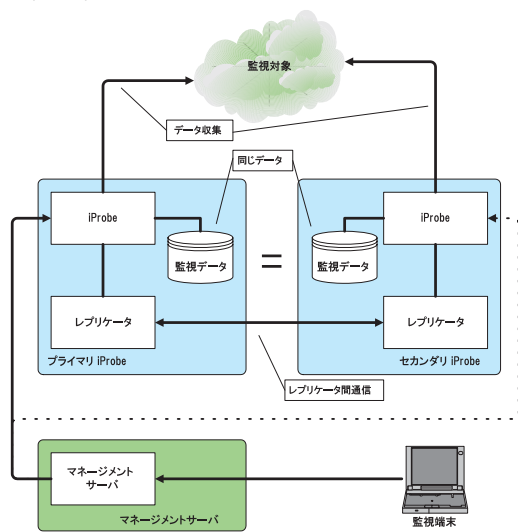 監視対象
データ収集
同じデータ
iProbe
監視データ
レプリケータ
プライマリ iProbe
=
iProbe
監視データ
レプリケータ
セカンダリ iProbe
レプリケータ間通信
マネージメント
サーバ
マネージメントサーバ
監視端末